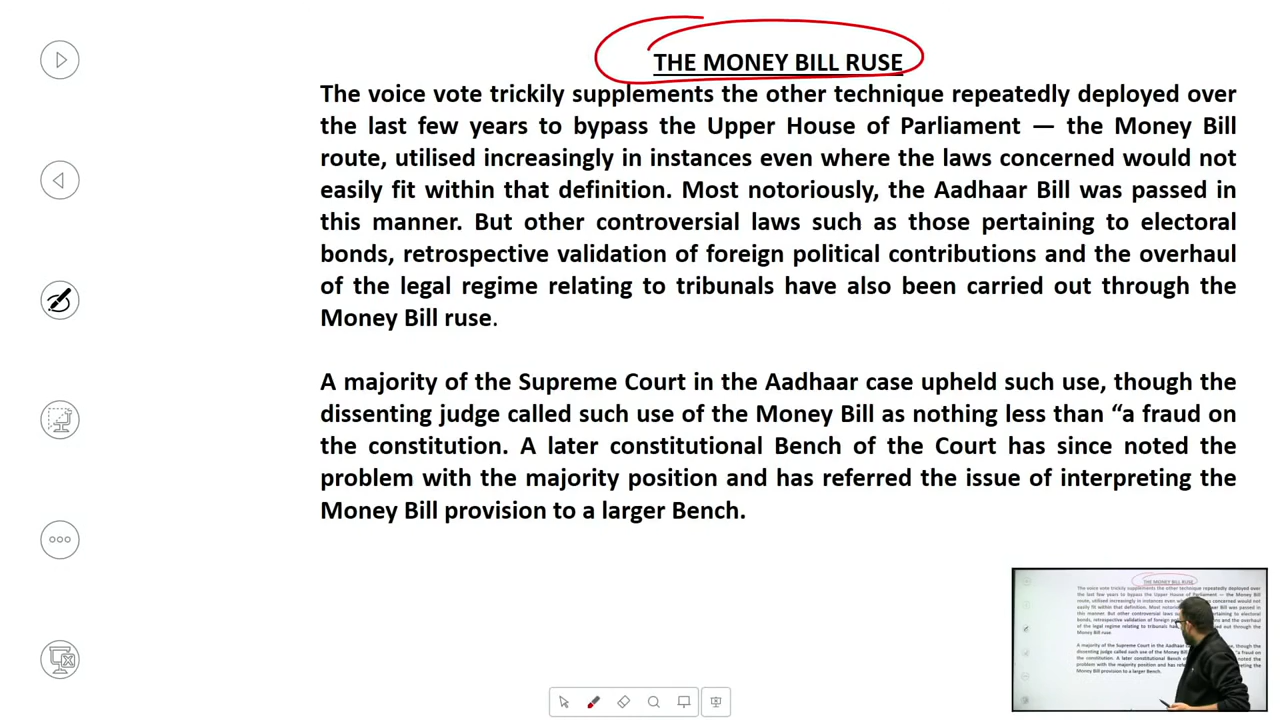 THE MONEY BILL RUSE
The voice vote trickily supplements the other technique repeatedly deployed over
the last few years to bypass the Upper House of Parliament — the Money Bill
route, utilised increasingly in instances even where the laws concerned would not
easily fit within that definition. Most notoriously, the Aadhaar Bill was passed in
this manner. But other controversial laws such as those pertaining to electoral
bonds, retrospective validation of foreign political contributions and the overhaul
of the legal regime relating to tribunals have also been carried out through the
Money Bill ruse.
A majority of the Supreme Court in the Aadhaar case upheld such use, though the
dissenting judge called such use of the Money Bill as nothing less than “a fraud on
the constitution. A later constitutional Bench of the Court has since noted the
problem with the majority position and has referred the issue of interpreting the
Money Bill provision to a larger Bench.